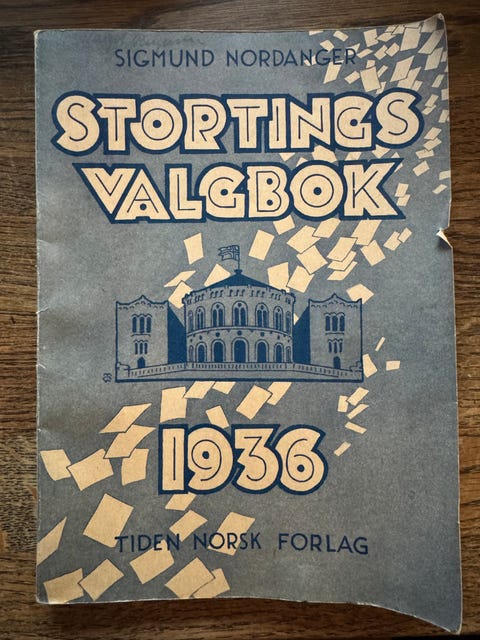 SIGMUND NORDANGER
STORTINGS
VALGBOK
1936
TIDEN NORSK FORLAG